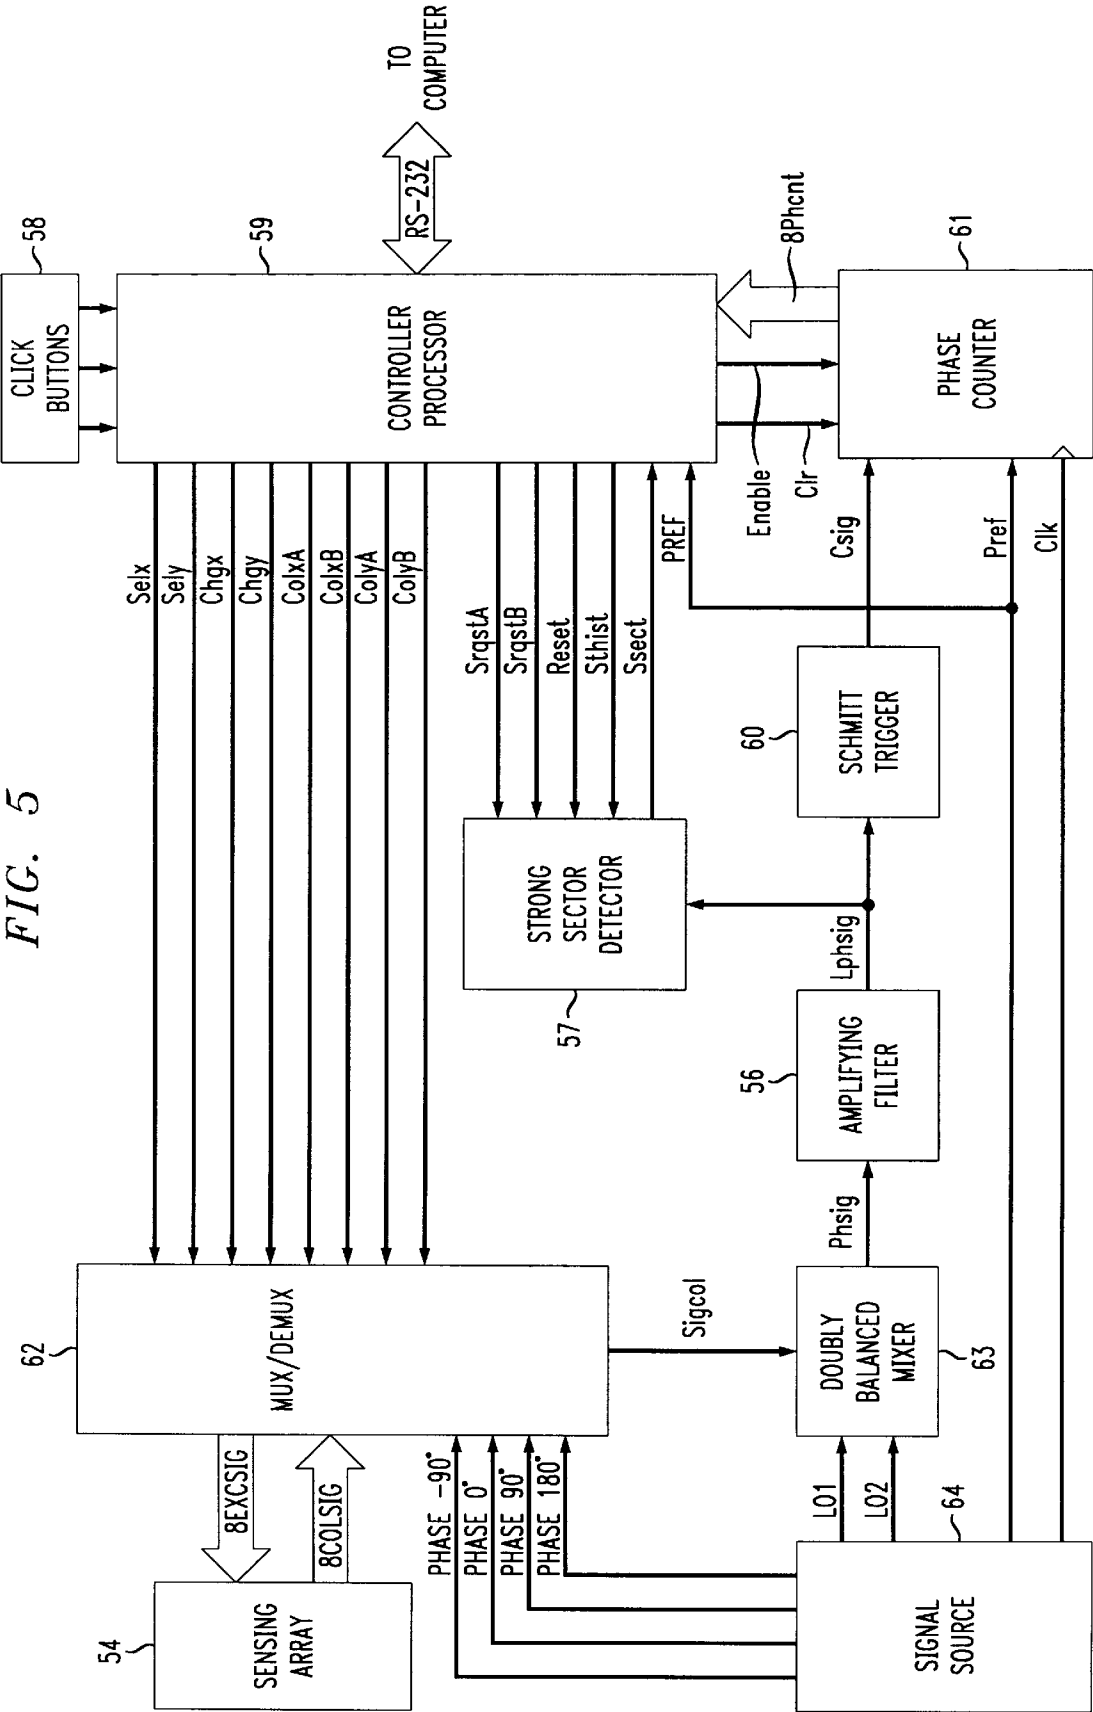 FIG. 5
54
SENSING
ARRAY
8EXCSIG
8COLSIG
62
MUX/DEMUX
Selx
Sely
Chgx
Chgy
ColxA
ColxB
ColyA
ColyB
CLICK
BUTTONS
58
59
CONTROLLER
PROCESSOR
RS-232
TO
COMPUTER
SrqstA
SrqstB
Reset
Sthist
Ssect
PREF
STRONG
SECTOR
DETECTOR
57
PHASE -90°
PHASE 0°
PHASE 90°
PHASE 180°
Sigcol
Enable
Clr
8Phcnt
SIGNAL
SOURCE
64
LO1
LO2
DOUBLY
BALANCED
MIXER
63
Phsig
56
AMPLIFYING
FILTER
Lphsig
60
SCHMITT
TRIGGER
Csig
Pref
Clk
PHASE
COUNTER
61